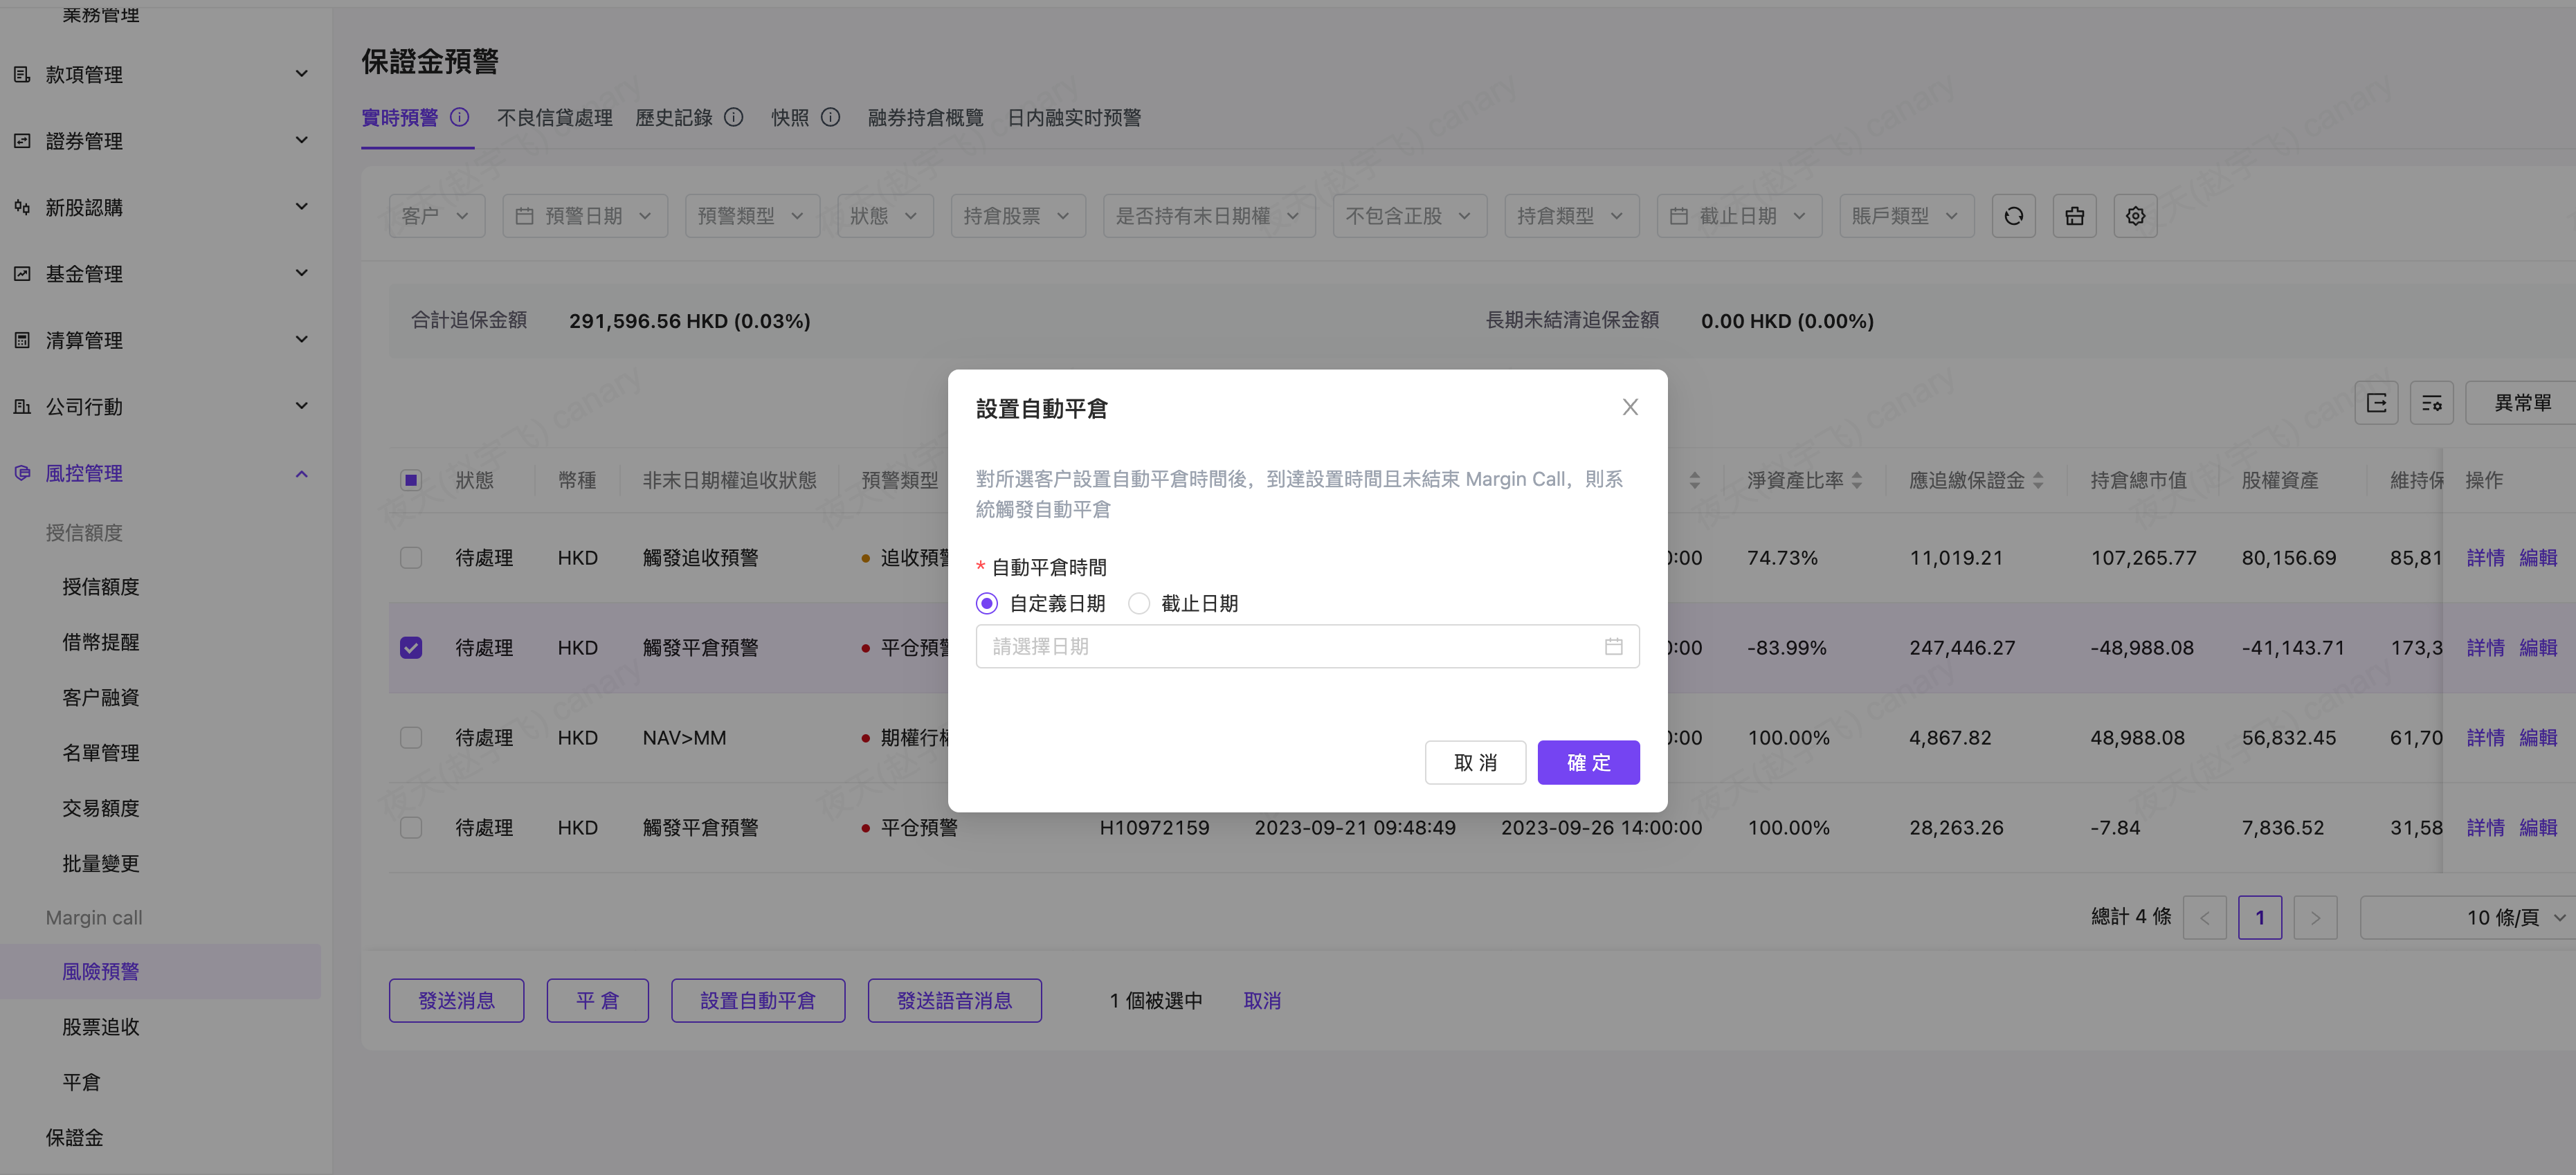 業務管理
款項管理
證券管理
新股認購
基金管理
清算管理
公司行動
風控管理
授信額度
授信額度
借幣提醒
客户融資
名單管理
交易額度
批量變更
Margin call
風險預警
股票追收
平倉
保證金
保證金預警
實時預警 不良信貸處理 歷史記錄 快照 融券持倉概覽 日内融实时预警
客户 預警日期 預警類型 狀態 持倉股票 是否持有末日期權 不包含正股 持倉類型 截止日期 賬戶類型
合計追保金額 291,596.56 HKD (0.03%) 長期未結清追保金額 0.00 HKD (0.00%)
異常單
狀態 幣種 非末日期權追收狀態 預警類型 淨資產比率 應追繳保證金 持倉總市值 股權資產 維持保 操作
待處理 HKD 觸發追收預警 追收預警 0:00 74.73% 11,019.21 107,265.77 80,156.69 85,81 詳情 編輯
待處理 HKD 觸發平倉預警 平仓預警 0:00 -83.99% 247,446.27 -48,988.08 -41,143.71 173,3 詳情 編輯
待處理 HKD NAV>MM 期權行權 0:00 100.00% 4,867.82 48,988.08 56,832.45 61,70 詳情 編輯
待處理 HKD 觸發平倉預警 平仓預警 H10972159 2023-09-21 09:48:49 2023-09-26 14:00:00 100.00% 28,263.26 -7.84 7,836.52 31,58 詳情 編輯
總計 4 條 < 1 > 10 條/頁
發送消息 平倉 設置自動平倉 發送語音消息 1 個被選中 取消
設置自動平倉
對所選客户設置自動平倉時間後，到達設置時間且未結束 Margin Call，則系
統觸發自動平倉
* 自動平倉時間
自定義日期 截止日期
請選擇日期
取消 確定
夜天(赵宇飞) canary